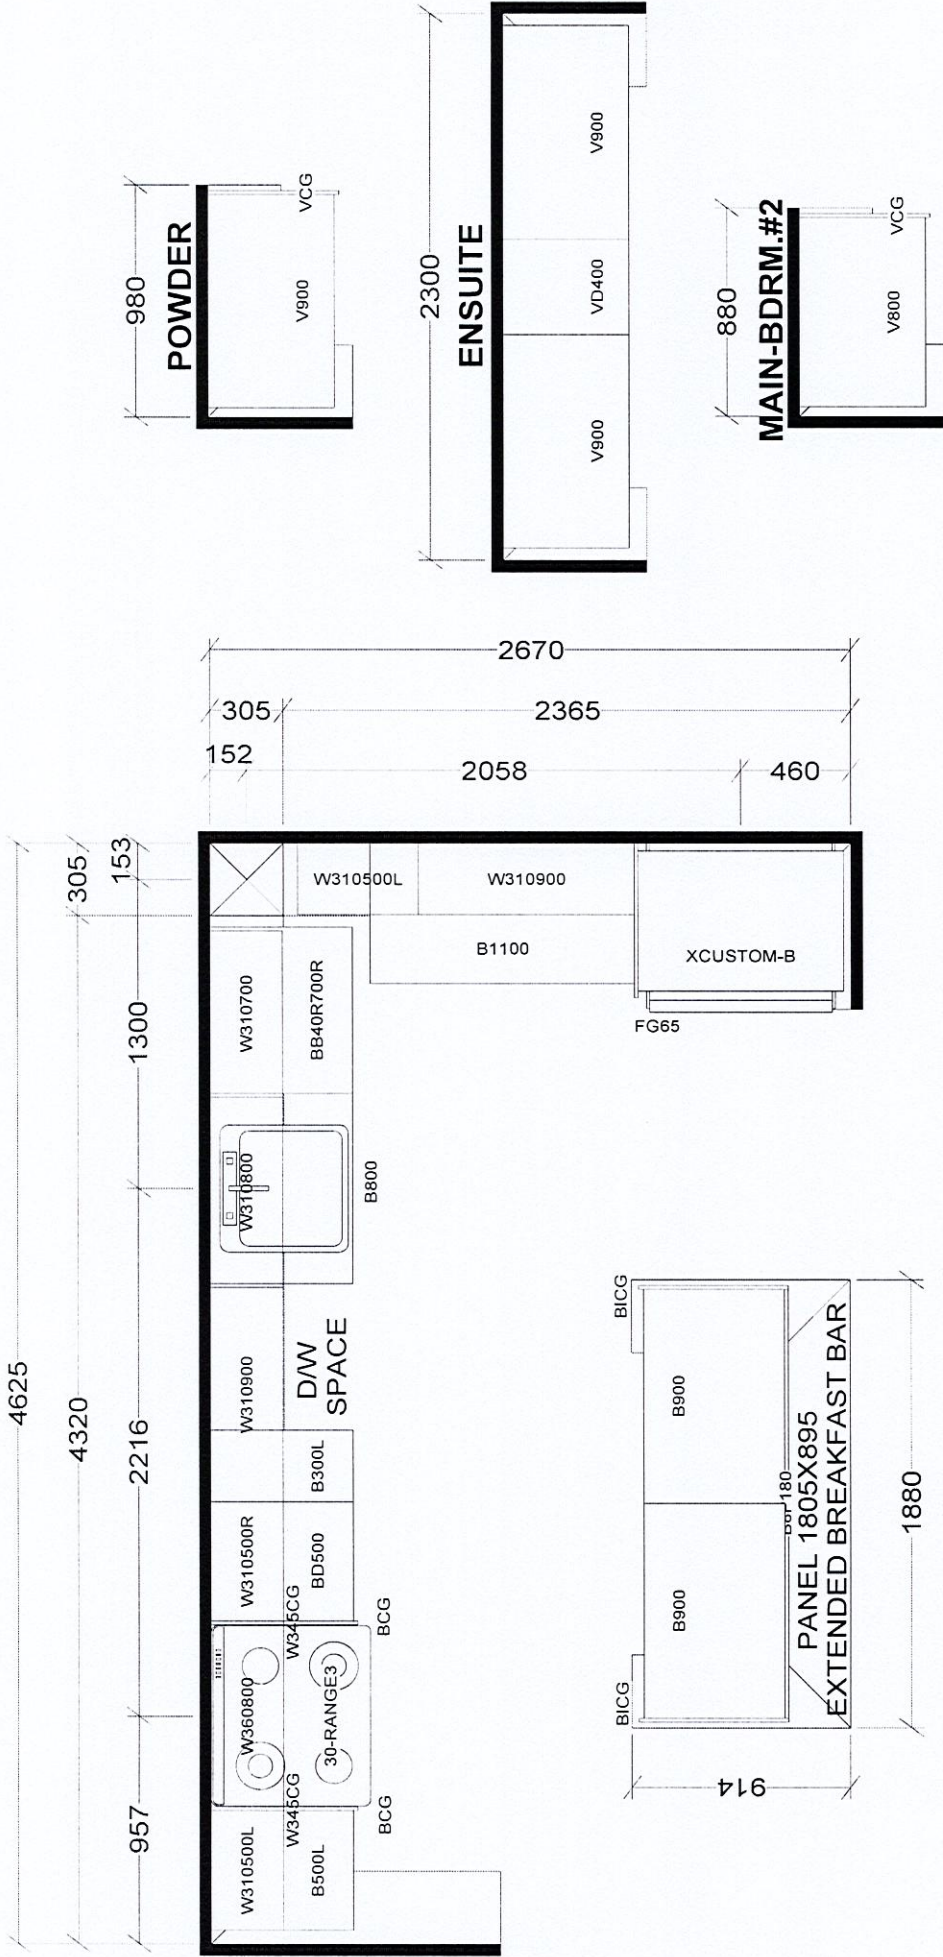 4625
4320
305
957
2216
1300
153
152
305
2670
2365
2058
460
W310500L
B500L
W345CG
BCG
W360800
30-RANGE3
W345CG
BCG
W310500R
BD500
B300L
W310900
D/W
SPACE
W310800
B800
W310700
BB40R700R
W310500L
W310900
B1100
XCUSTOM-B
FG65
BICG
BICG
B900
B900
PANEL 1805X895
EXTENDED BREAKFAST BAR
914
1880
980
POWDER
V900
VCG
2300
ENSUITE
V900
VD400
V900
880
MAIN-BDRM.#2
V800
VCG